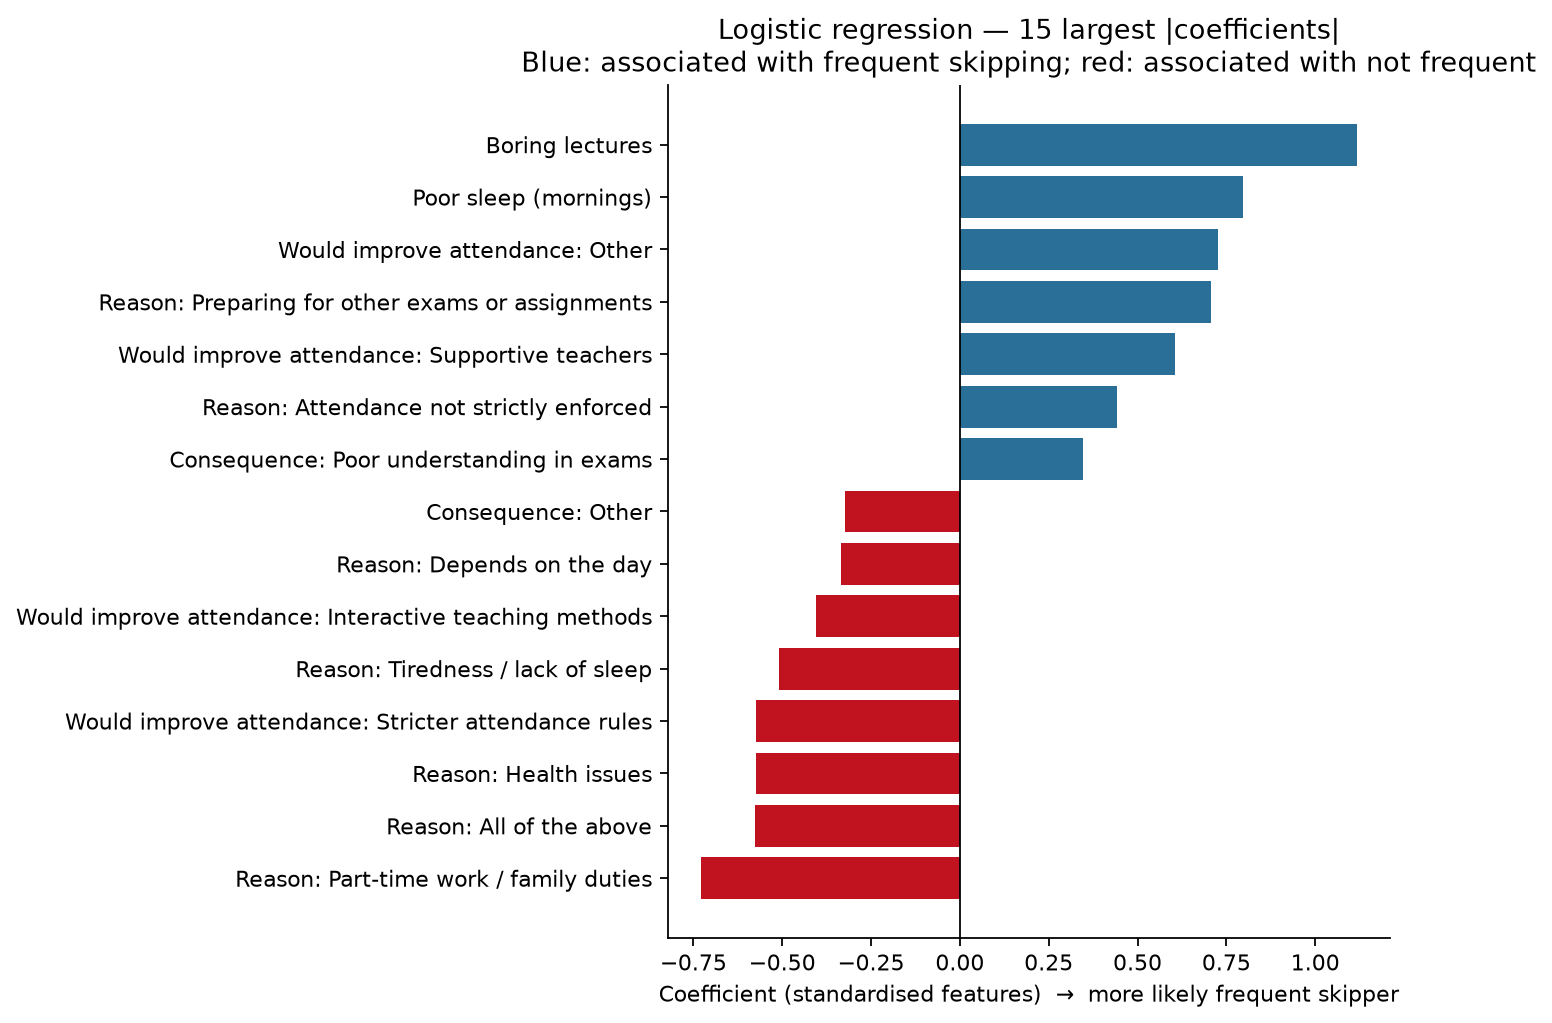 Logistic regression — 15 largest |coefficients|
Blue: associated with frequent skipping; red: associated with not frequent
Boring lectures
Poor sleep (mornings)
Would improve attendance: Other
Reason: Preparing for other exams or assignments
Would improve attendance: Supportive teachers
Reason: Attendance not strictly enforced
Consequence: Poor understanding in exams
Consequence: Other
Reason: Depends on the day
Would improve attendance: Interactive teaching methods
Reason: Tiredness / lack of sleep
Would improve attendance: Stricter attendance rules
Reason: Health issues
Reason: All of the above
Reason: Part-time work / family duties
−0.75 −0.50 −0.25 0.00 0.25 0.50 0.75 1.00
Coefficient (standardised features) → more likely frequent skipper